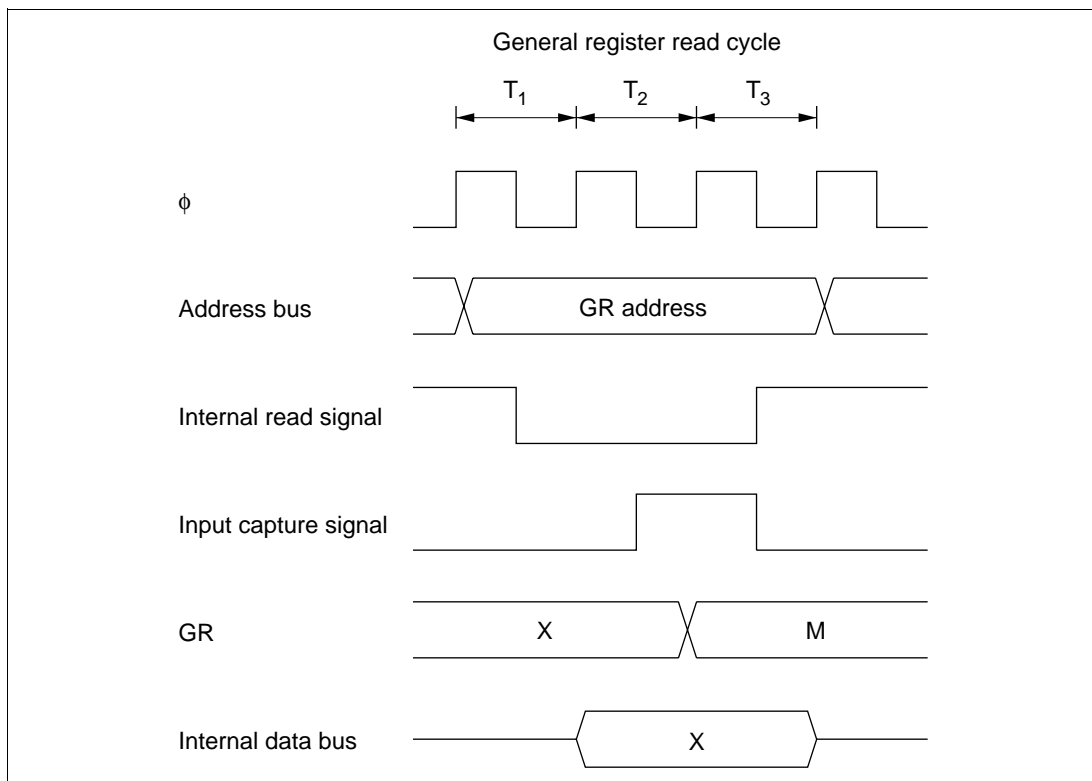 General register read cycle
T1 T2 T3
ϕ
Address bus GR address
Internal read signal
Input capture signal
GR X M
Internal data bus X